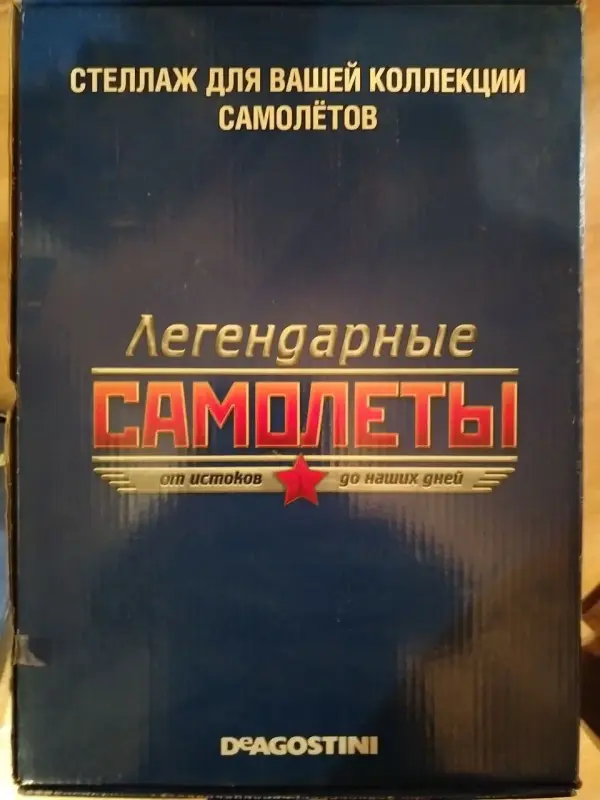 СТЕЛЛАЖ ДЛЯ ВАШЕЙ КОЛЛЕКЦИИ
САМОЛЁТОВ
Легендарные
САМОЛЕТЫ
от истоков до наших дней
DeAGOSTINI